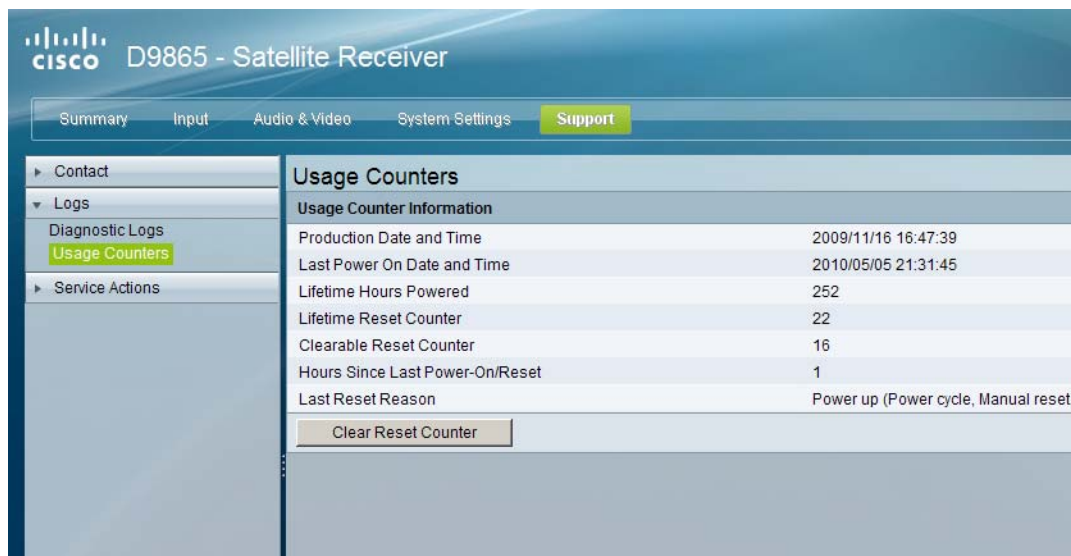 cisco D9865 - Satellite Receiver
Summary Input Audio & Video System Settings Support
Contact
Logs
Diagnostic Logs
Usage Counters
Service Actions
Usage Counters
Usage Counter Information
Production Date and Time 2009/11/16 16:47:39
Last Power On Date and Time 2010/05/05 21:31:45
Lifetime Hours Powered 252
Lifetime Reset Counter 22
Clearable Reset Counter 16
Hours Since Last Power-On/Reset 1
Last Reset Reason Power up (Power cycle, Manual reset
Clear Reset Counter